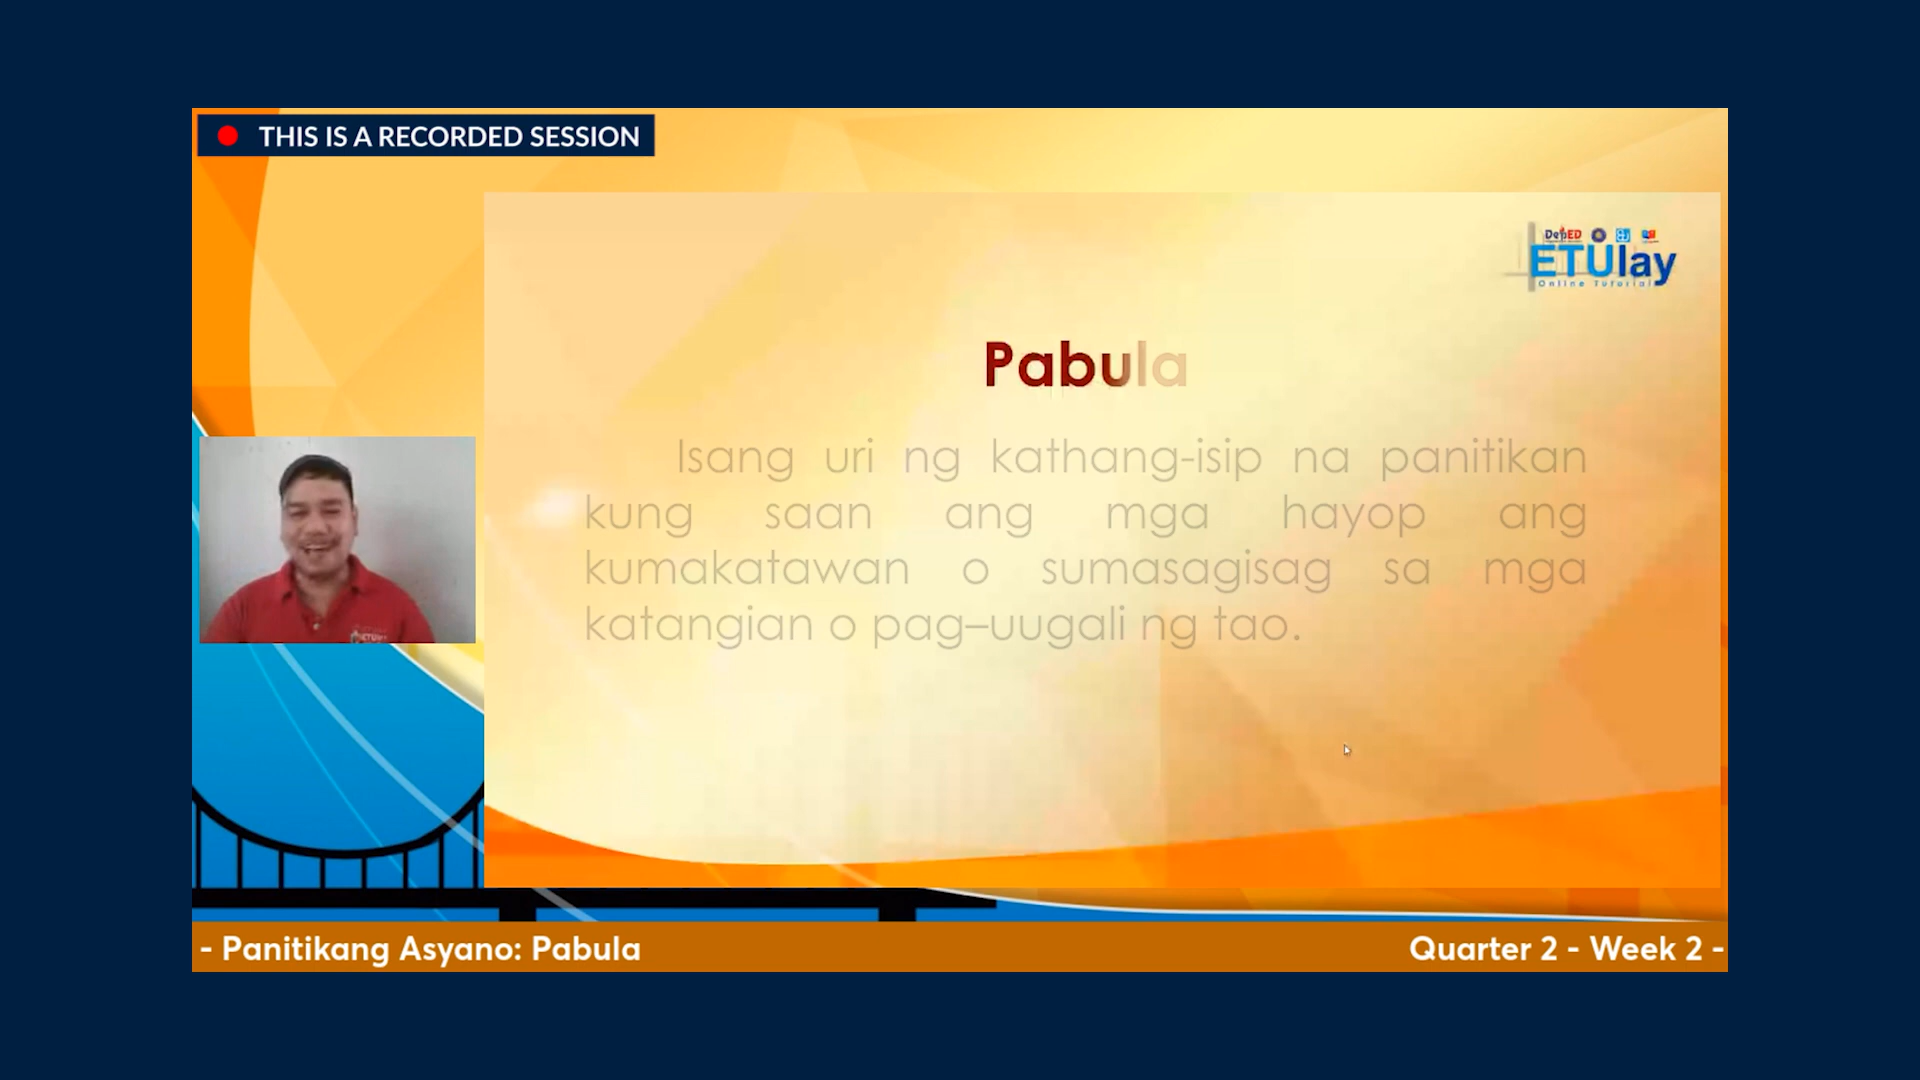 THIS IS A RECORDED SESSION
DepED
ETUlay
Online Tutorial
Pabula
Isang uri ng kathang-isip na panitikan
kung saan ang mga hayop ang
kumakatawan o sumasagisag sa mga
katangian o pag–uugali ng tao.
- Panitikang Asyano: Pabula
Quarter 2 - Week 2 -